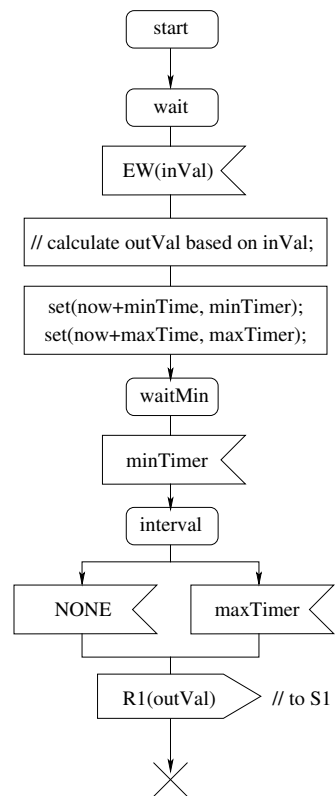 start
wait
EW(inVal)
// calculate outVal based on inVal;
set(now+minTime, minTimer);
set(now+maxTime, maxTimer);
waitMin
minTimer
interval
NONE
maxTimer
R1(outVal)
// to S1